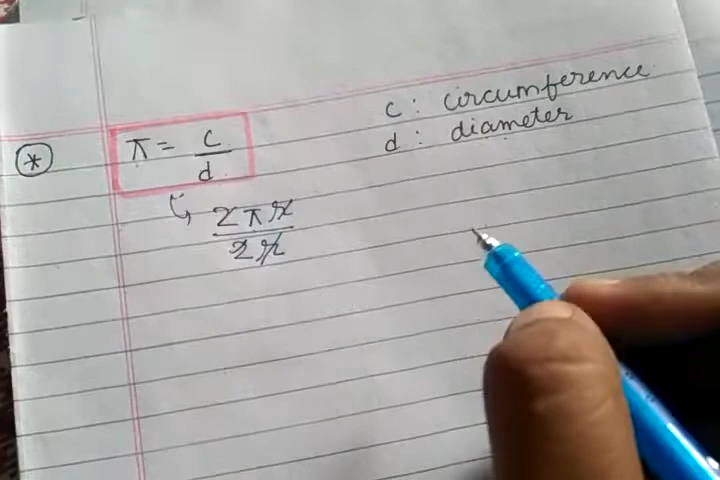 * π = c/d
c : circumference
d : diameter
↳ 2πr/2r